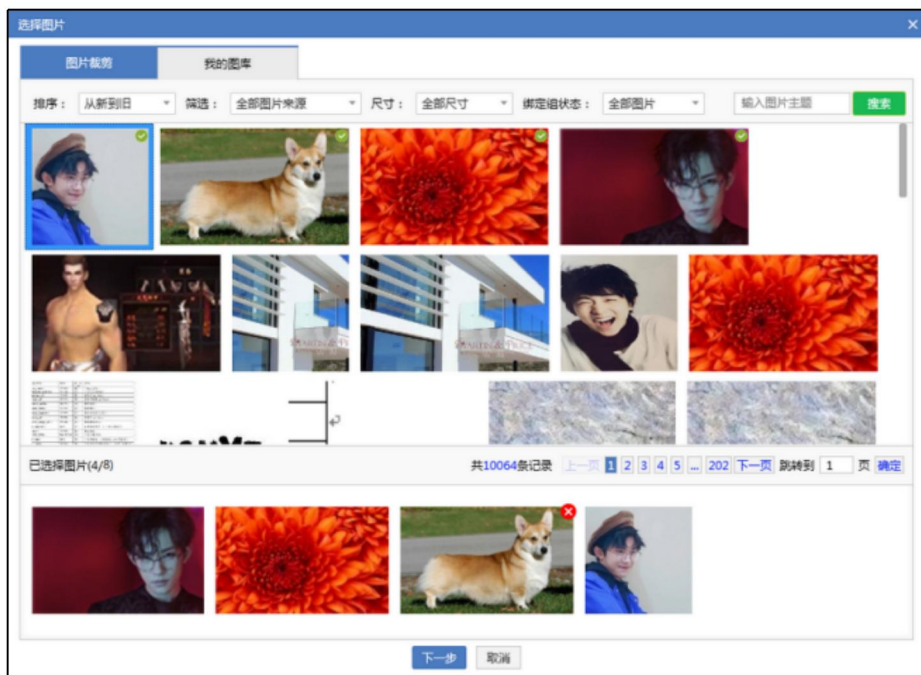 选择图片
图片裁剪 我的图库
排序： 从新到旧 筛选： 全部图片来源 尺寸： 全部尺寸 绑定组状态： 全部图片 输入图片主题 搜索
已选择图片(4/8) 共10064条记录 上一页 1 2 3 4 5 ... 202 下一页 跳转到 1 页 确定
下一步 取消